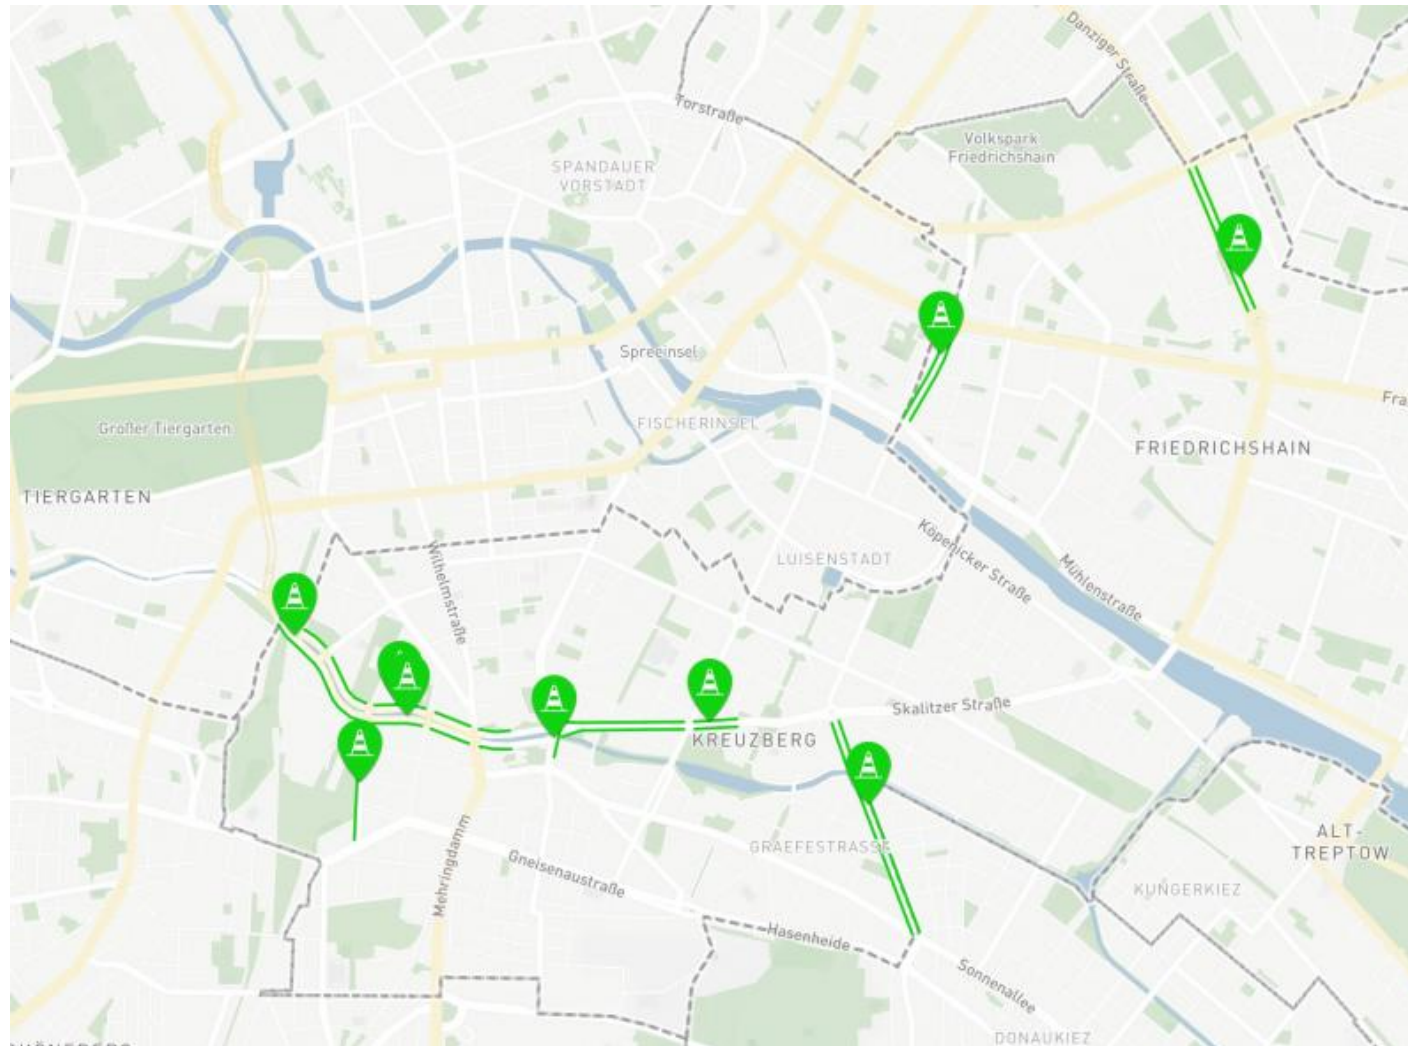 Danziger Straße
Torstraße
Volkspark
Friedrichshain
SPANDAUER
VORSTADT
Spreeinsel
FISCHERINSEL
Großer Tiergarten
TIERGARTEN
FRIEDRICHSHAIN
Köpenicker Straße
LUISENSTADT
Mühlenstraße
Wilhelmstraße
Skalitzer Straße
KREUZBERG
GRAEFESTRASSE
ALT-
TREPTOW
Gneisenaustraße
Mehringdamm
KUNGERKIEZ
Hasenheide
Sonnenallee
DONAUKIEZ